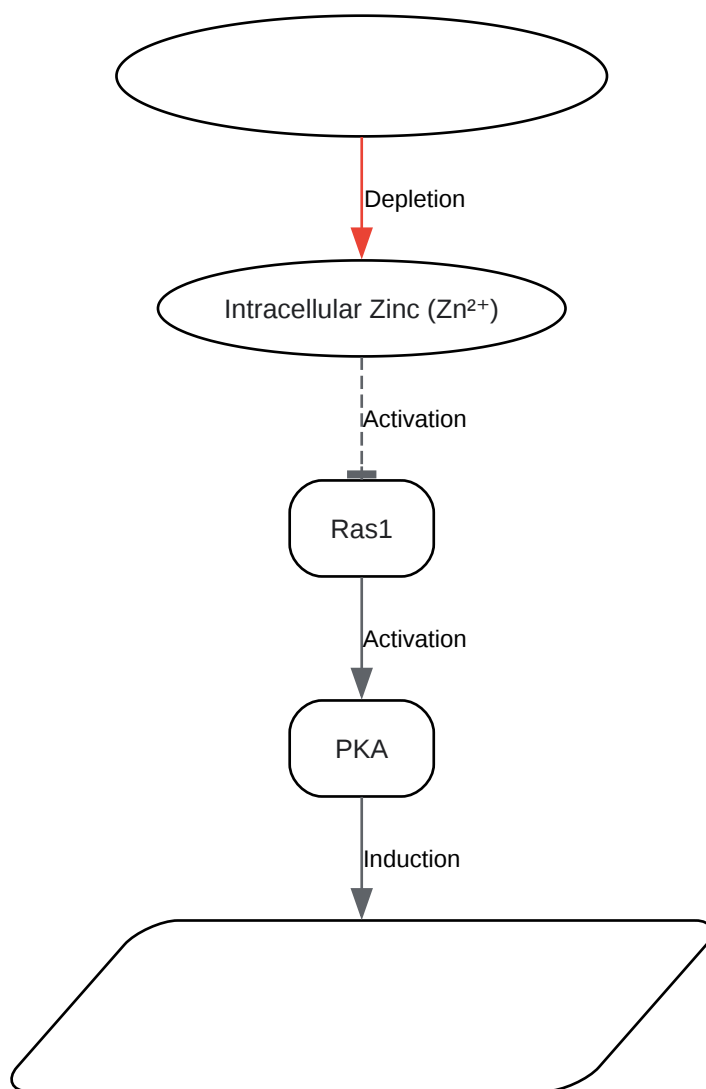 Depletion
Intracellular Zinc (Zn²⁺)
Activation
Ras1
Activation
PKA
Induction